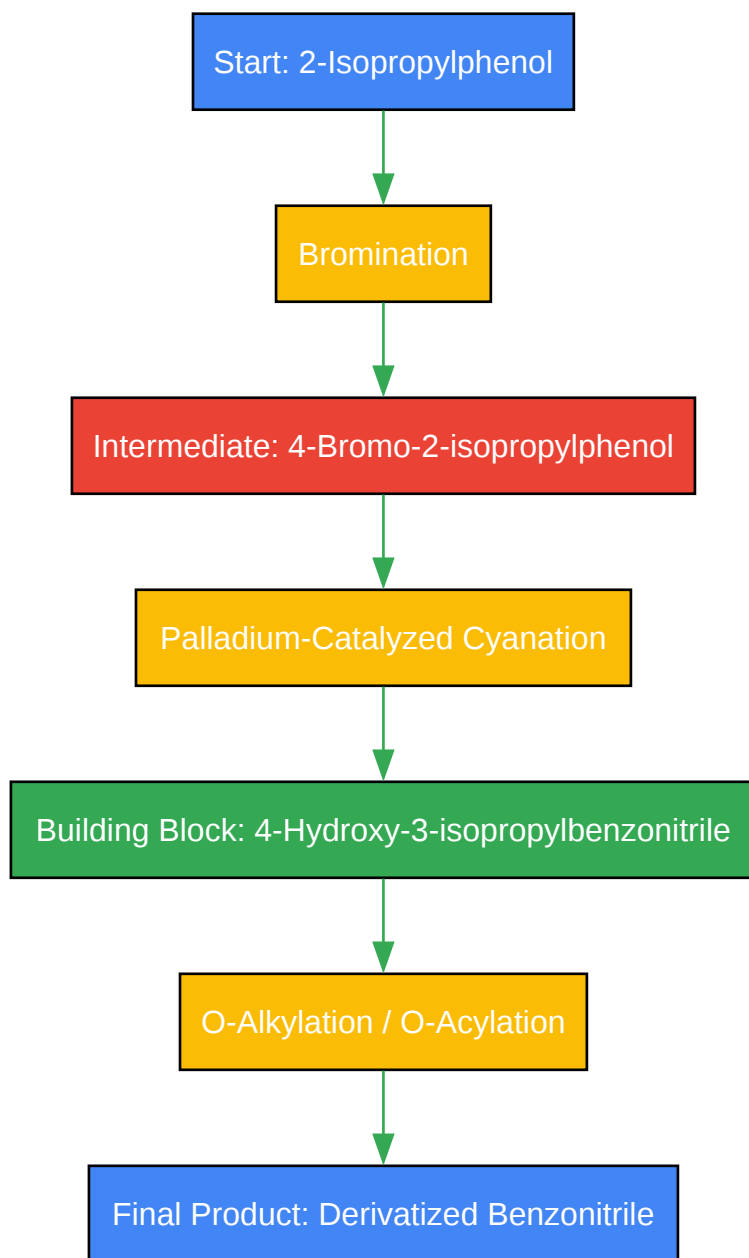 Start: 2-Isopropylphenol
Bromination
Intermediate: 4-Bromo-2-isopropylphenol
Palladium-Catalyzed Cyanation
Building Block: 4-Hydroxy-3-isopropylbenzonitrile
O-Alkylation / O-Acylation
Final Product: Derivatized Benzonitrile